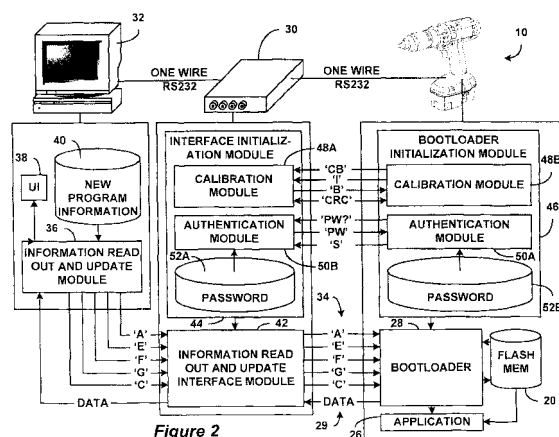 32
30
10
ONE WIRE
RS232
ONE WIRE
RS232
40
38
UI
NEW
PROGRAM
INFORMATION
36
INFORMATION READ
OUT AND UPDATE
MODULE
INTERFACE INITIALIZ-
ATION MODULE
48A
CALIBRATION
MODULE
AUTHENTICATION
MODULE
52A
50B
PASSWORD
44
42
INFORMATION READ
OUT AND UPDATE
INTERFACE MODULE
'CB'
'I'
'B'
'CRC'
'PW?'
'PW'
'S'
34
BOOTLOADER
INITIALIZATION MODULE
48B
CALIBRATION MODULE
46
AUTHENTICATION
MODULE
50A
PASSWORD
52B
28
BOOTLOADER
FLASH
MEM
20
'A'
'E'
'F'
'G'
'C'
DATA
'A'
'E'
'F'
'G'
'C'
DATA
29
26
APPLICATION
Figure 2